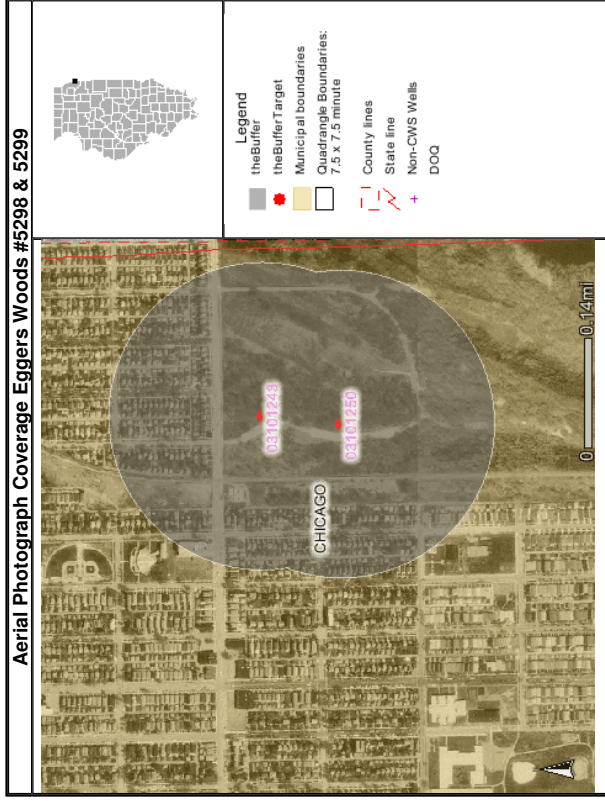 Aerial Photograph Coverage Eggers Woods #5298 & 5299
Legend
theBuffer
theBufferTarget
Municipal boundaries
Quadrangle Boundaries:
7.5 x 7.5 minute
County lines
State line
Non-CWS Wells
DOQ
03101243
03101250
CHICAGO
0
0.14mi